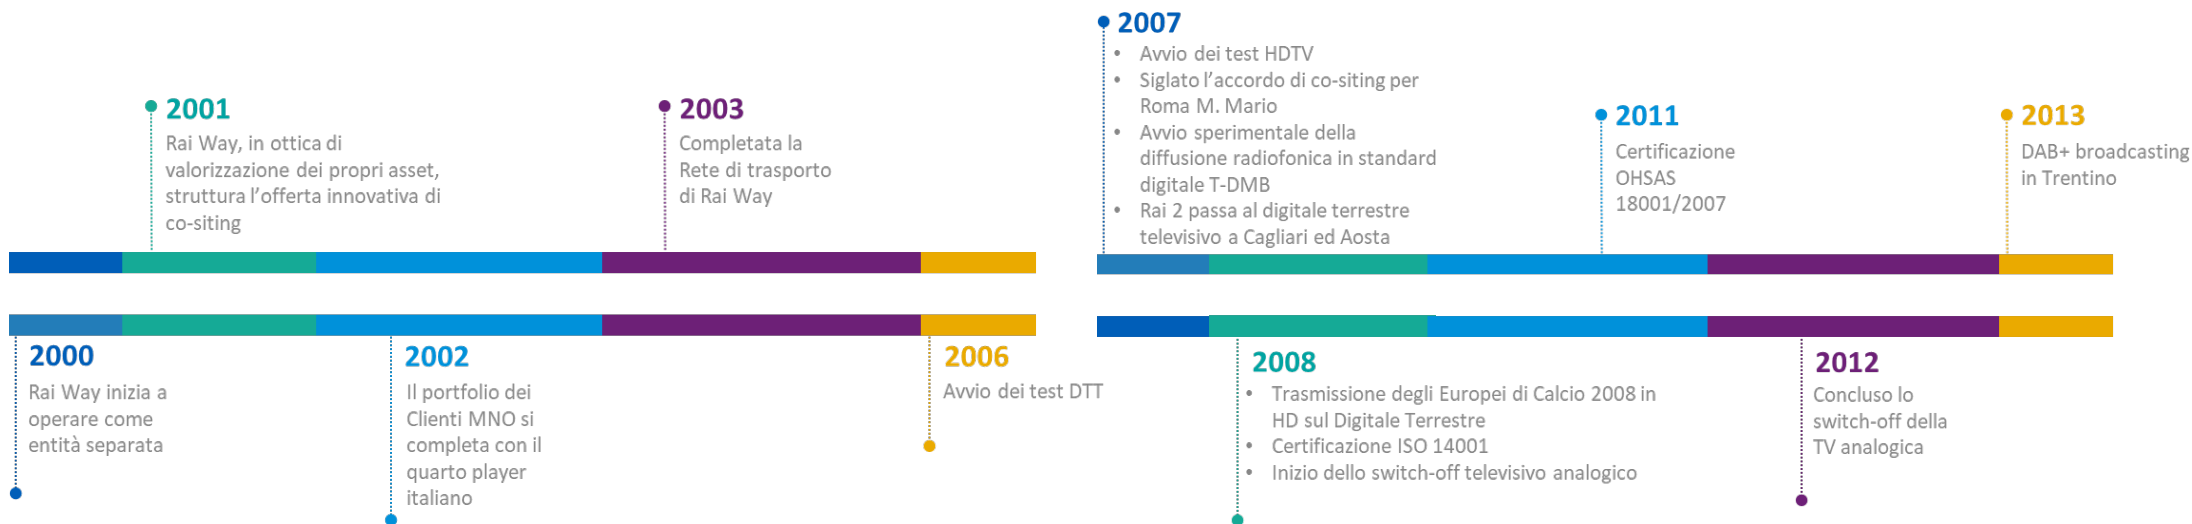 2001
Rai Way, in ottica di
valorizzazione dei propri asset,
struttura l'offerta innovativa di
co-siting
2003
Completata la
Rete di trasporto
di Rai Way
2000
Rai Way inizia a
operare come
entità separata
2002
Il portfolio dei
Clienti MNO si
completa con il
quarto player
italiano
2006
Avvio dei test DTT
2007
• Avvio dei test HDTV
• Siglato l'accordo di co-siting per
Roma M. Mario
• Avvio sperimentale della
diffusione radiofonica in standard
digitale T-DMB
• Rai 2 passa al digitale terrestre
televisivo a Cagliari ed Aosta
2011
Certificazione
OHSAS
18001/2007
2013
DAB+ broadcasting
in Trentino
2008
• Trasmissione degli Europei di Calcio 2008 in
HD sul Digitale Terrestre
• Certificazione ISO 14001
• Inizio dello switch-off televisivo analogico
2012
Concluso lo
switch-off della
TV analogica